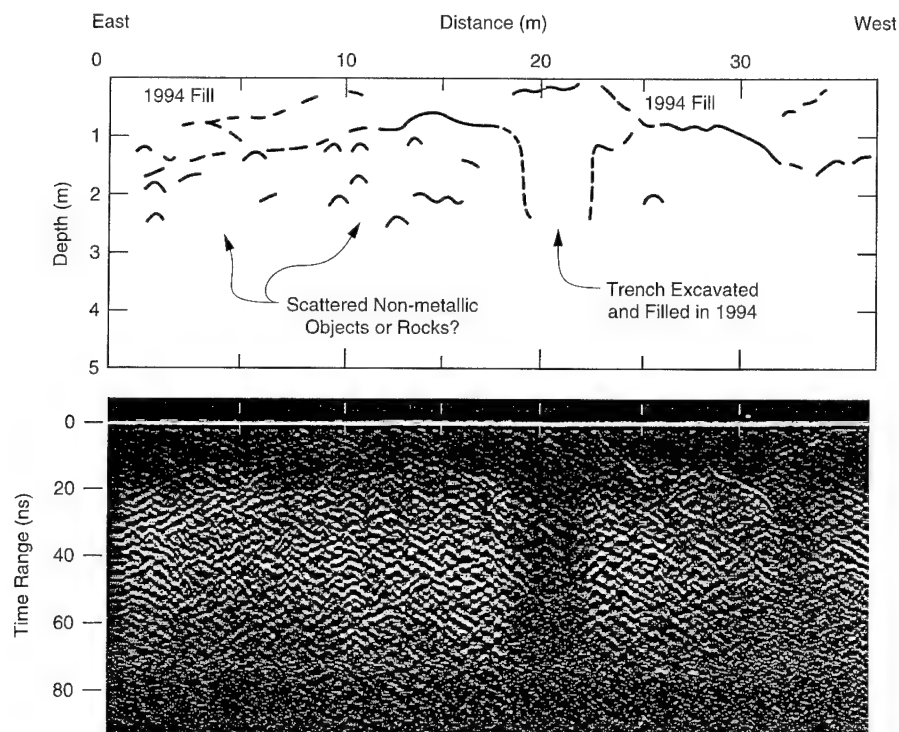 East
Distance (m)
West
0
10
20
30
1994 Fill
1994 Fill
1
2
3
4
5
Depth (m)
Scattered Non-metallic
Objects or Rocks?
Trench Excavated
and Filled in 1994
0
20
40
60
80
Time Range (ns)